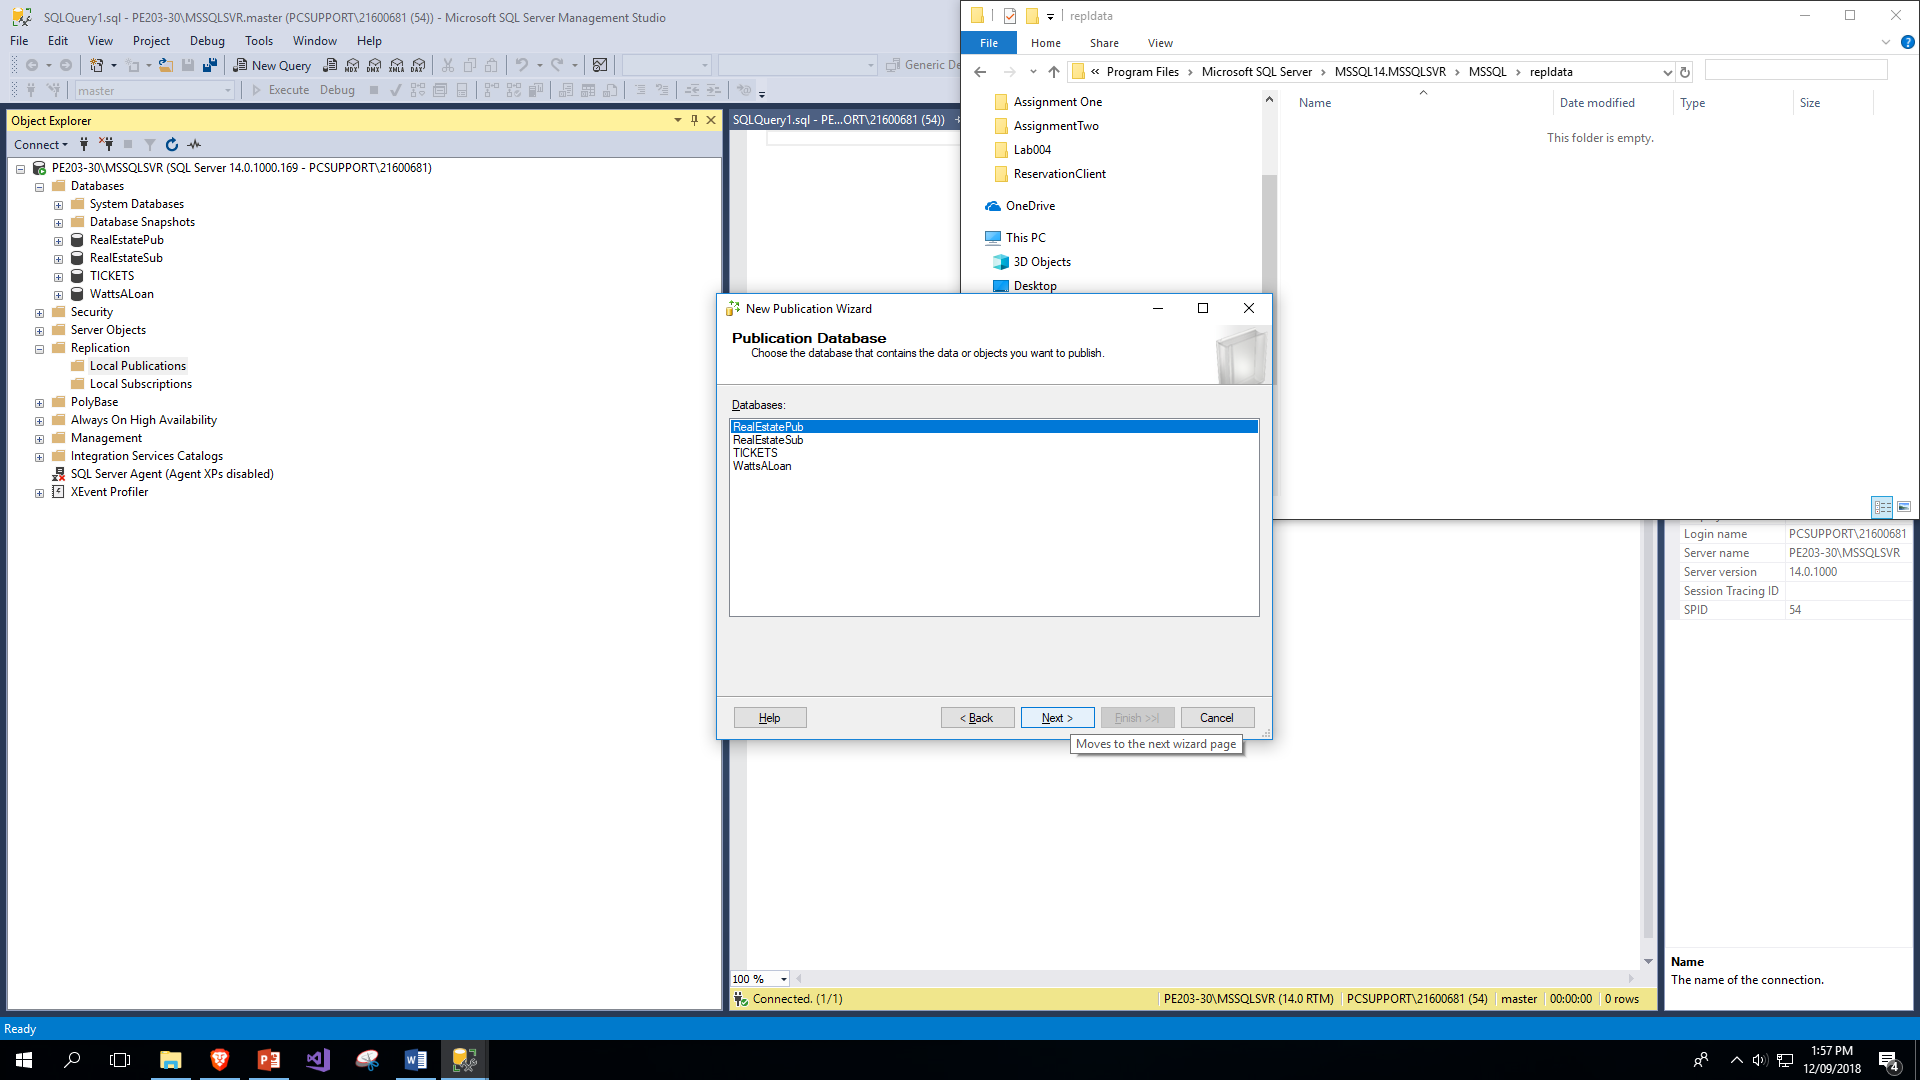 SQLQuery1.sql - PE203-30\MSSQLSVR.master (PCSUPPORT\21600681 (54)) - Microsoft SQL Server Management Studio
File Edit View Project Debug Tools Window Help
New Query MDX DMX XMLA DAX Generic De
master Execute Debug
Object Explorer
Connect
PE203-30\MSSQLSVR (SQL Server 14.0.1000.169 - PCSUPPORT\21600681)
Databases
System Databases
Database Snapshots
RealEstatePub
RealEstateSub
TICKETS
WattsALoan
Security
Server Objects
Replication
Local Publications
Local Subscriptions
PolyBase
Always On High Availability
Management
Integration Services Catalogs
SQL Server Agent (Agent XPs disabled)
XEvent Profiler
SQLQuery1.sql - PE...ORT\21600681 (54))
repldata
File Home Share View
« Program Files > Microsoft SQL Server > MSSQL14.MSSQLSVR > MSSQL > repldata
Assignment One
AssignmentTwo
Lab004
ReservationClient
OneDrive
This PC
3D Objects
Desktop
Name Date modified Type Size
This folder is empty.
New Publication Wizard
Publication Database
Choose the database that contains the data or objects you want to publish.
Databases:
RealEstatePub
RealEstateSub
TICKETS
WattsALoan
Help < Back Next > Finish >>| Cancel
Moves to the next wizard page
Login name PCSUPPORT\21600681
Server name PE203-30\MSSQLSVR
Server version 14.0.1000
Session Tracing ID
SPID 54
Name
The name of the connection.
100 %
Connected. (1/1) PE203-30\MSSQLSVR (14.0 RTM) PCSUPPORT\21600681 (54) master 00:00:00 0 rows
Ready
1:57 PM
12/09/2018
4